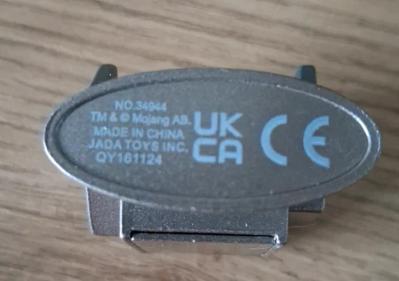 NO.34944
TM & © Mojang AB.
MADE IN CHINA
JADA TOYS INC.
QY161124
UK
CA
CE